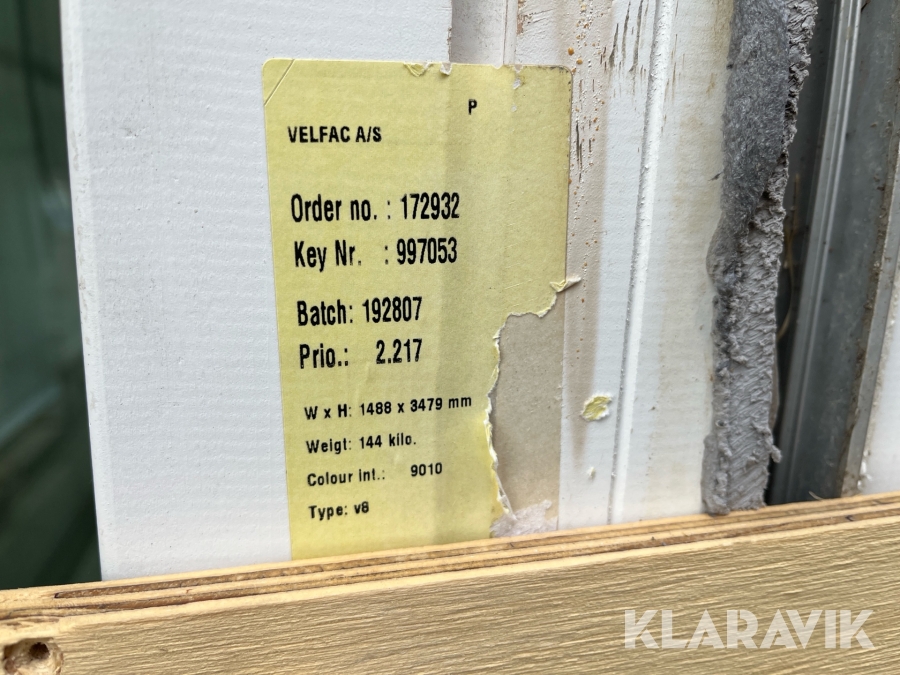 P
VELFAC A/S
Order no. : 172932
Key Nr. : 997053
Batch: 192807
Prio.: 2.217
W x H: 1488 x 3479 mm
Weigt: 144 kilo.
Colour int.: 9010
Type: v8
KLARAVIK